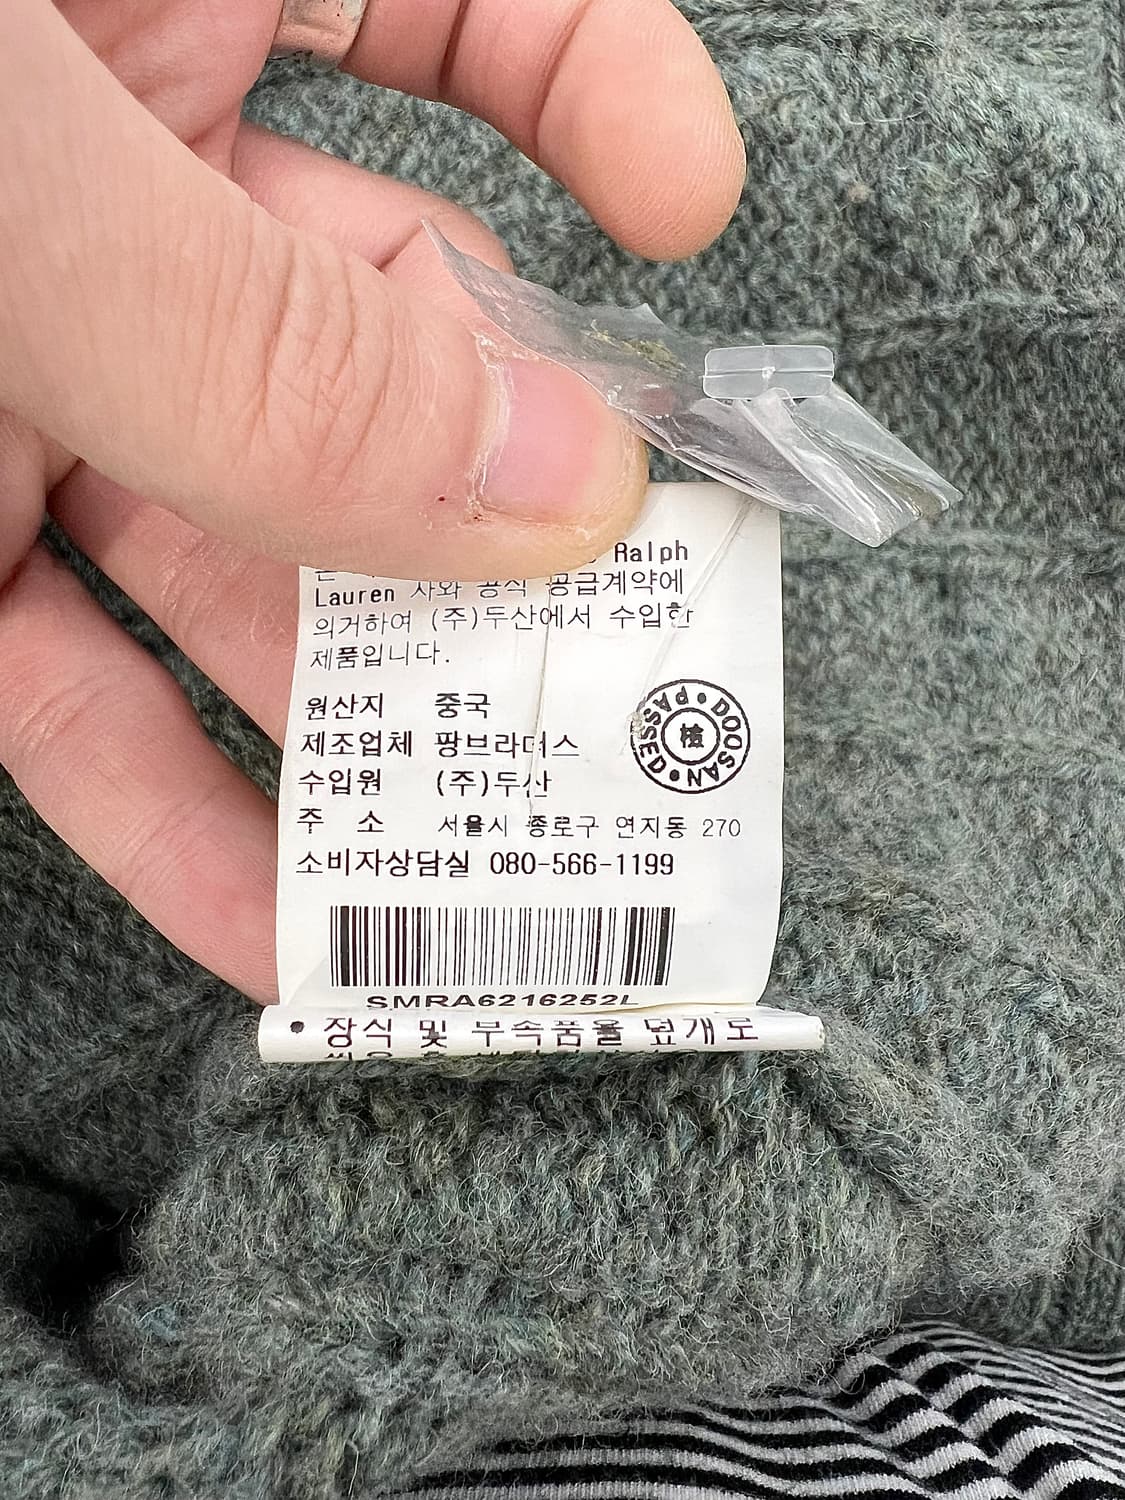 Ralph
Lauren 사와 공식 공급계약에
의거하여 (주)두산에서 수입한
제품입니다.
원산지 중국
제조업체 팡브라더스
수입원 (주)두산
주 소 서울시 종로구 연지동 270
소비자상담실 080-566-1199
PASSED • DOOSAN •
檢
SMRA6216252L
• 장식 및 부속품을 덮개로